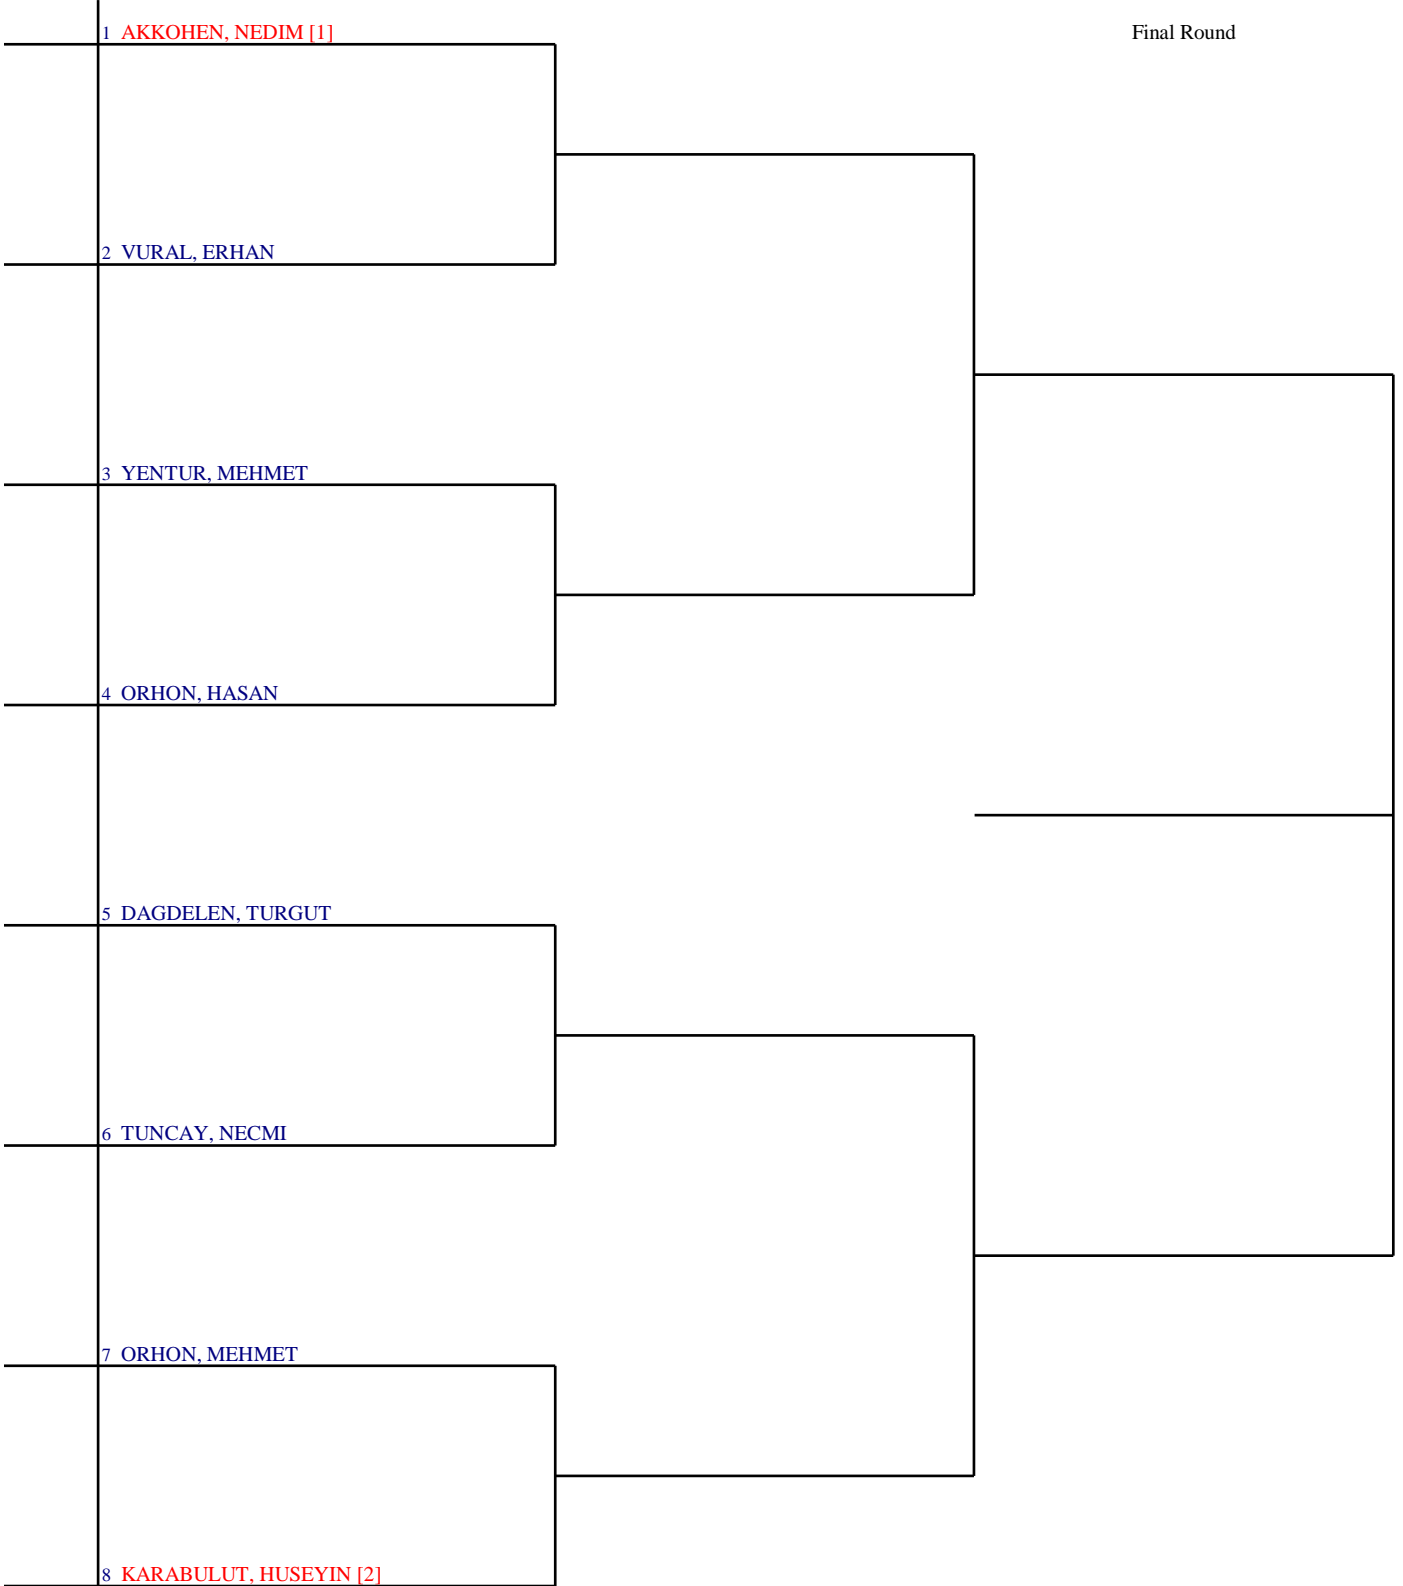 1 AKKOHEN, NEDIM [1]
Final Round
2 VURAL, ERHAN
3 YENTUR, MEHMET
4 ORHON, HASAN
5 DAGDELEN, TURGUT
6 TUNCAY, NECMI
7 ORHON, MEHMET
8 KARABULUT, HUSEYIN [2]